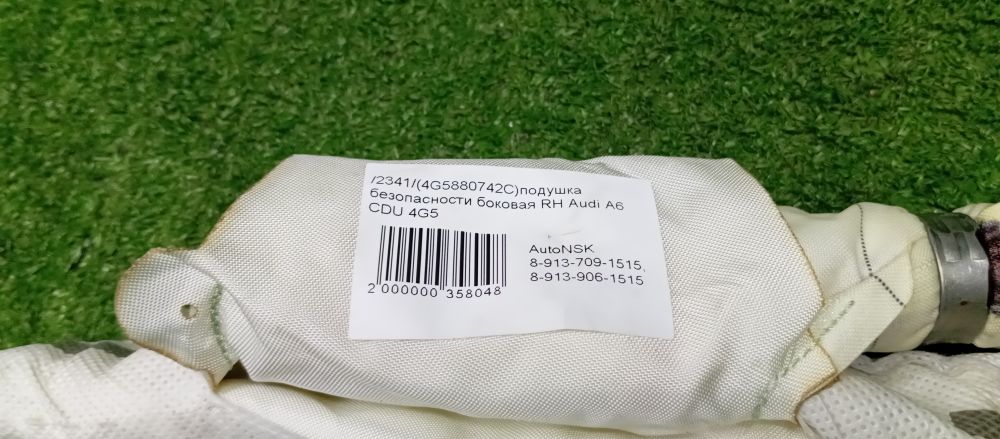 /2341/(4G5880742C)подушка
безопасности боковая RH Audi A6
CDU 4G5
AutoNSK
8-913-709-1515,
8-913-906-1515
2 000000 358048